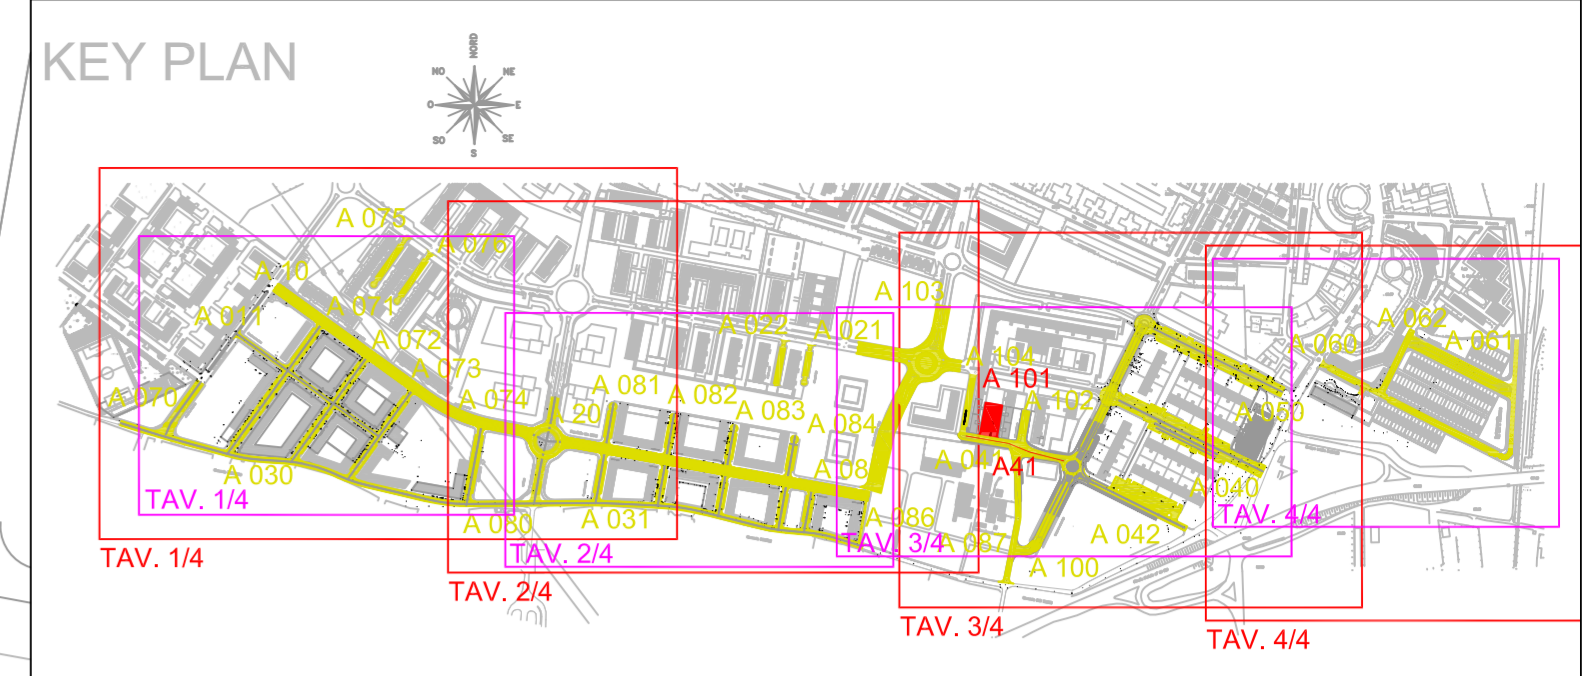 KEY PLAN
NORD
NO
NE
O
E
SO
SE
S
A 075
A 076
A 10
A 071
A 011
A 072
A 073
A 070
A 074
A 030
TAV. 1/4
TAV. 1/4
A 103
A 022
A 021
A 081
A 082
A 083
A 084
20
A 08
A 080
A 031
A 086
TAV. 2/4
TAV. 2/4
A 104
A 101
A 102
A 041
A41
A 087
A 100
A 042
A 040
TAV. 3/4
TAV. 3/4
A 062
A 061
A 060
A 050
TAV. 4/4
TAV. 4/4